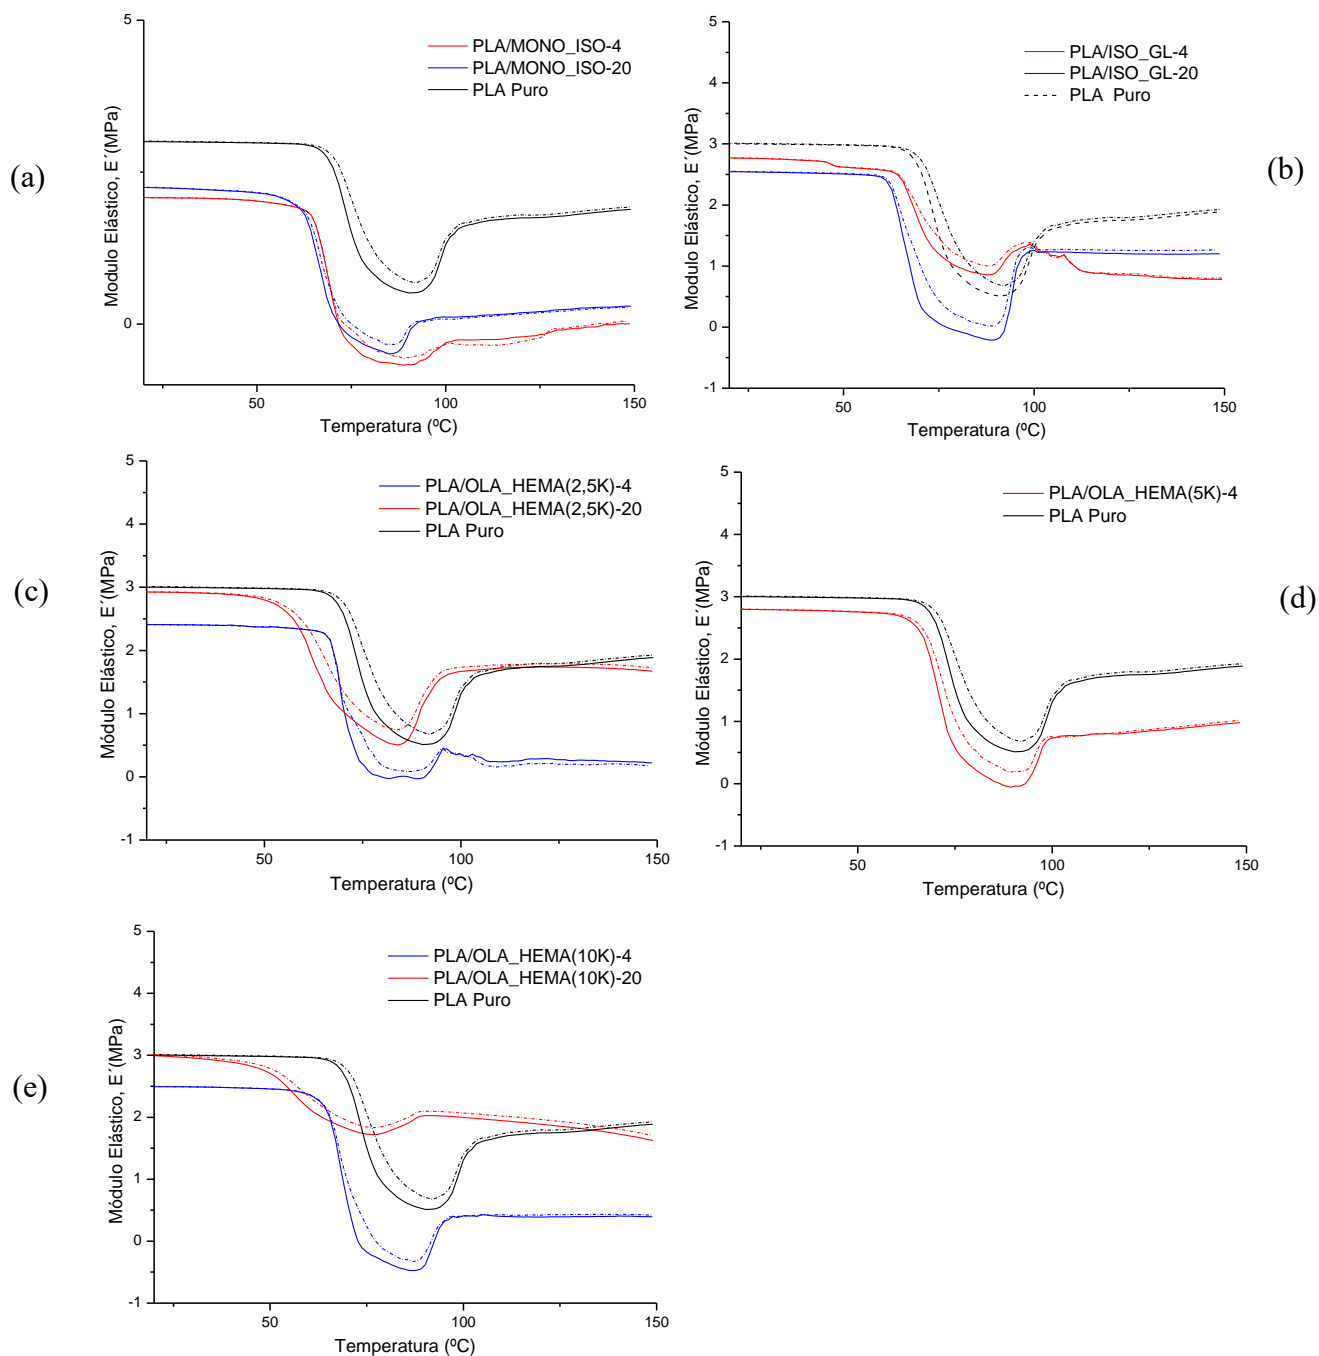 (a)
5
0
Modulo Elástico, E´(MPa)
PLA/MONO_ISO-4
PLA/MONO_ISO-20
PLA Puro
50
100
150
Temperatura (ºC)
(b)
5
4
3
2
1
0
-1
Modulo Elástico, E´(MPa)
PLA/ISO_GL-4
PLA/ISO_GL-20
PLA Puro
50
100
150
Temperatura (ºC)
(c)
5
4
3
2
1
0
-1
Módulo Elástico, E´(MPa)
PLA/OLA_HEMA(2,5K)-4
PLA/OLA_HEMA(2,5K)-20
PLA Puro
50
100
150
Temperatura (ºC)
(d)
5
4
3
2
1
0
-1
Módulo Elástico, E´(MPa)
PLA/OLA_HEMA(5K)-4
PLA Puro
50
100
150
Temperatura (ºC)
(e)
5
4
3
2
1
0
-1
Módulo Elástico, E´(MPa)
PLA/OLA_HEMA(10K)-4
PLA/OLA_HEMA(10K)-20
PLA Puro
50
100
150
Temperatura (ºC)